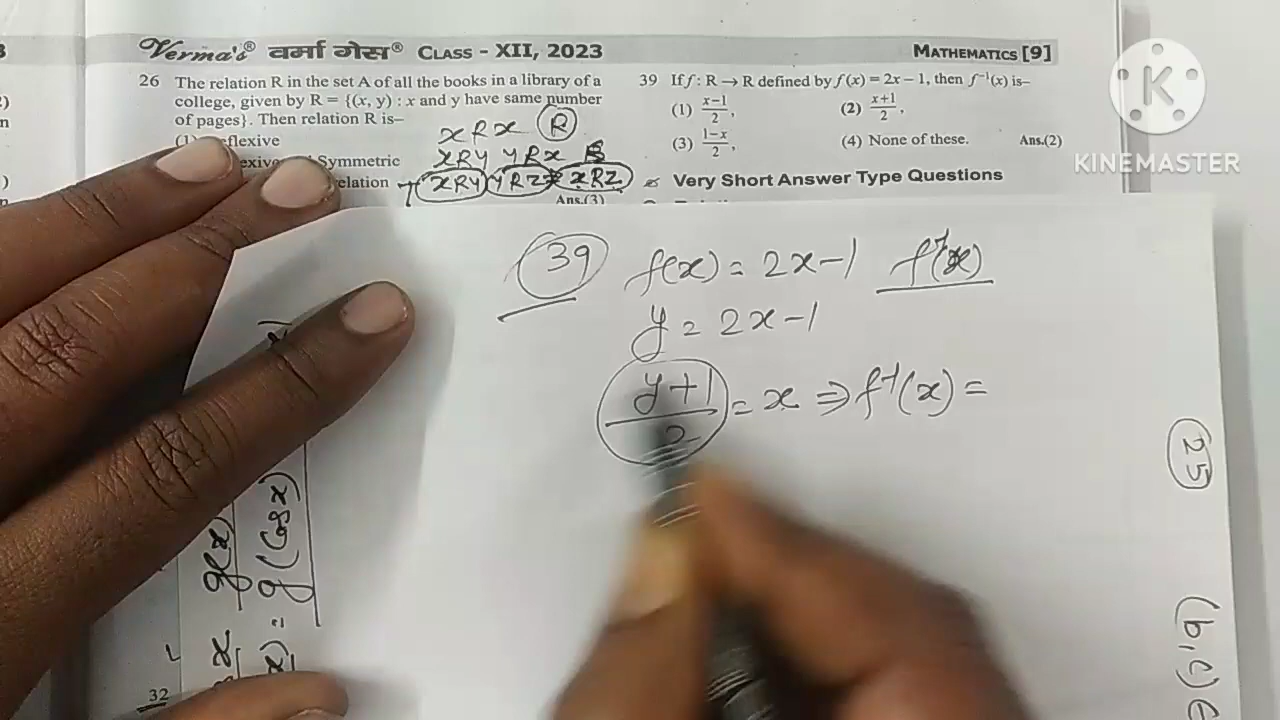 Verma's® वर्मा गेस® CLASS - XII, 2023
MATHEMATICS [9]
26 The relation R in the set A of all the books in a library of a
college, given by R = {(x, y) : x and y have same number
of pages}. Then relation R is–
Symmetric
Ans.(3)
x R x Ⓡ
xRy yRx
xRy yRz xRz
39 If f : R → R defined by f(x) = 2x – 1, then f⁻¹(x) is–
(1) x–1/2, (2) x+1/2,
(3) 1–x/2, (4) None of these. Ans.(2)
Very Short Answer Type Questions
K
KINEMASTER
39 f(x) = 2x-1 f⁻¹(x)
y = 2x-1
y+1/2 = x ⇒ f⁻¹(x) =
25
(b, c) ∈
g(x)
= g(Cosx)
32